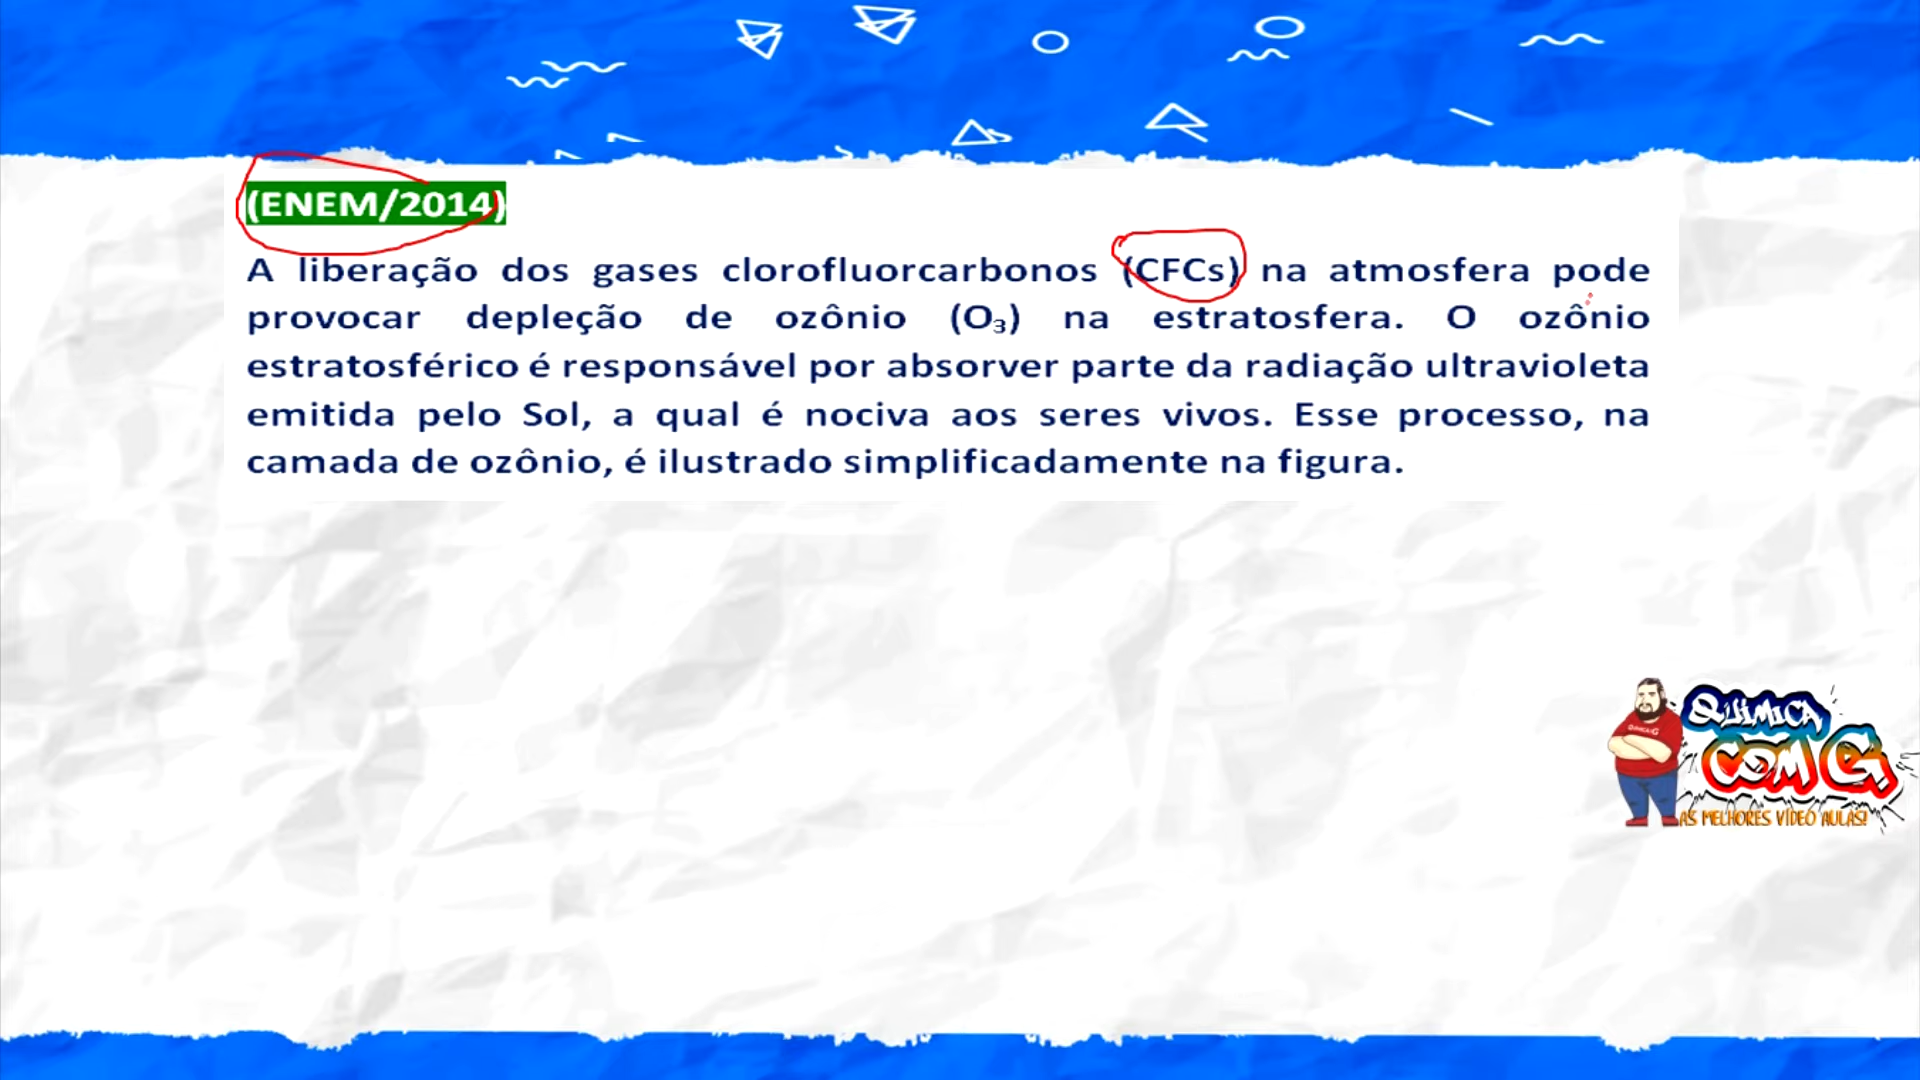 (ENEM/2014)
A liberação dos gases clorofluorcarbonos (CFCs) na atmosfera pode
provocar depleção de ozônio (O₃) na estratosfera. O ozônio
estratosférico é responsável por absorver parte da radiação ultravioleta
emitida pelo Sol, a qual é nociva aos seres vivos. Esse processo, na
camada de ozônio, é ilustrado simplificadamente na figura.
QUÍMICA
COM G
AS MELHORES VÍDEO AULAS!